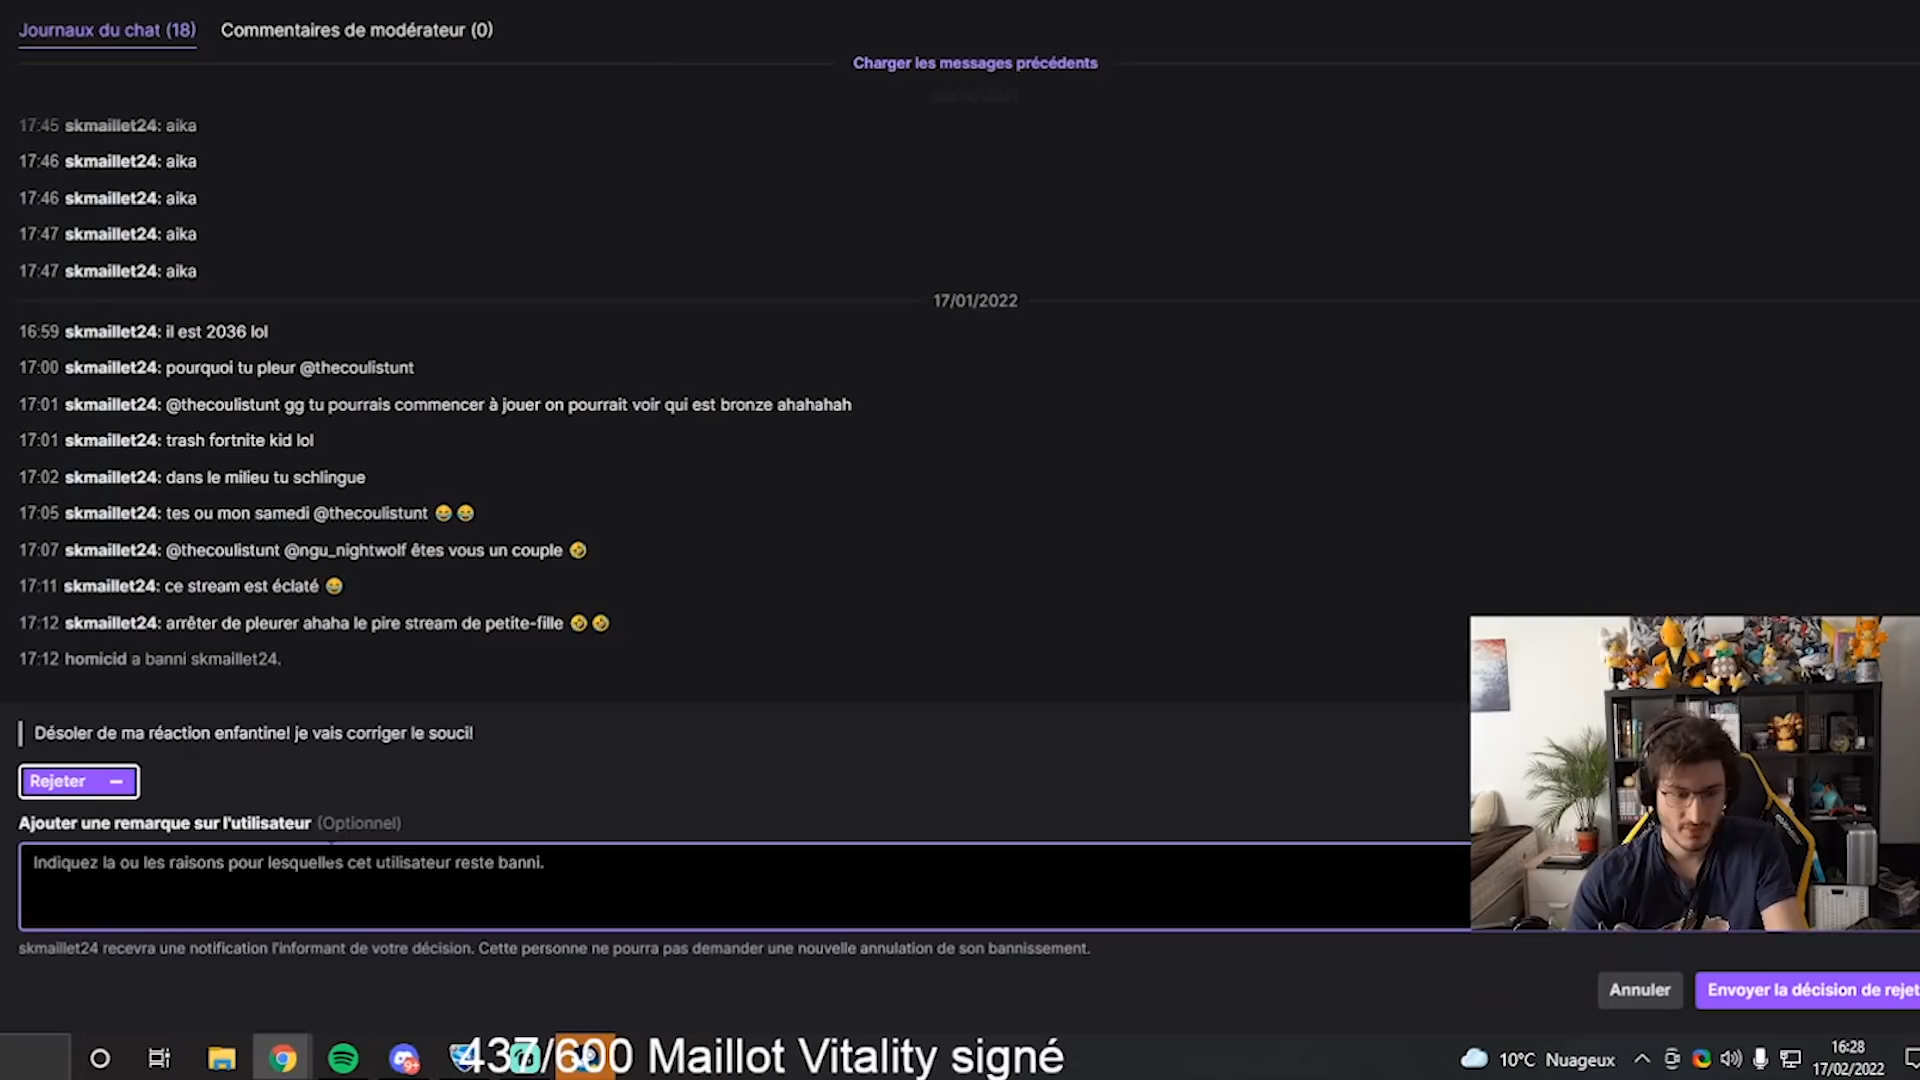 Journaux du chat (18) Commentaires de modérateur (0)
Charger les messages précédents
17:45 skmaillet24: aika
17:46 skmaillet24: aika
17:46 skmaillet24: aika
17:47 skmaillet24: aika
17:47 skmaillet24: aika
17/01/2022
16:59 skmaillet24: il est 2036 lol
17:00 skmaillet24: pourquoi tu pleur @thecoulistunt
17:01 skmaillet24: @thecoulistunt gg tu pourrais commencer à jouer on pourrait voir qui est bronze ahahahah
17:01 skmaillet24: trash fortnite kid lol
17:02 skmaillet24: dans le milieu tu schlingue
17:05 skmaillet24: tes ou mon samedi @thecoulistunt 😂 😂
17:07 skmaillet24: @thecoulistunt @ngu_nightwolf êtes vous un couple 🤣
17:11 skmaillet24: ce stream est éclaté 😂
17:12 skmaillet24: arrêter de pleurer ahaha le pire stream de petite-fille 🤣 🤣
17:12 homicid a banni skmaillet24.
Désoler de ma réaction enfantine! je vais corriger le souci!
Rejeter
Ajouter une remarque sur l'utilisateur (Optionnel)
Indiquez la ou les raisons pour lesquelles cet utilisateur reste banni.
skmaillet24 recevra une notification l'informant de votre décision. Cette personne ne pourra pas demander une nouvelle annulation de son bannissement.
Annuler Envoyer la décision de rejet
437/600 Maillot Vitality signé
10°C Nuageux
16:28
17/02/2022